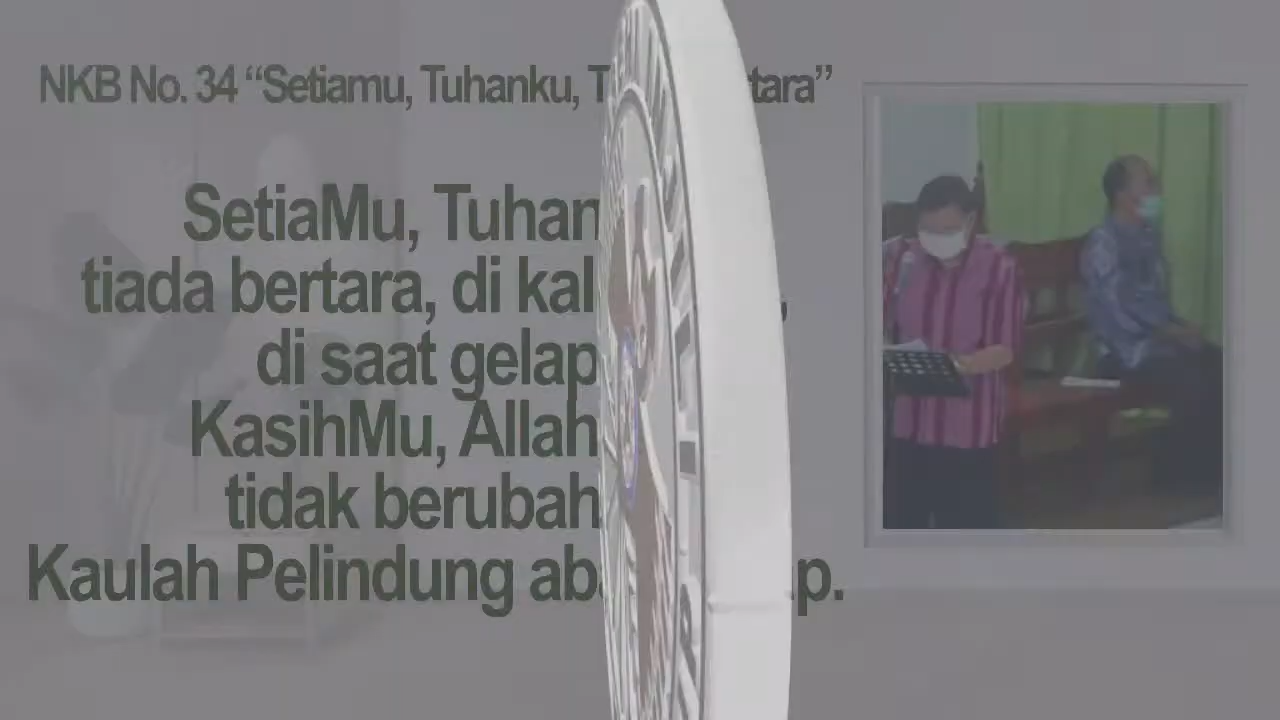 NKB No. 34 “Setiamu, Tuhanku, T tara”
SetiaMu, Tuhan
tiada bertara, di kal ,
di saat gelap
KasihMu, Allah
tidak berubah
Kaulah Pelindung ab p.